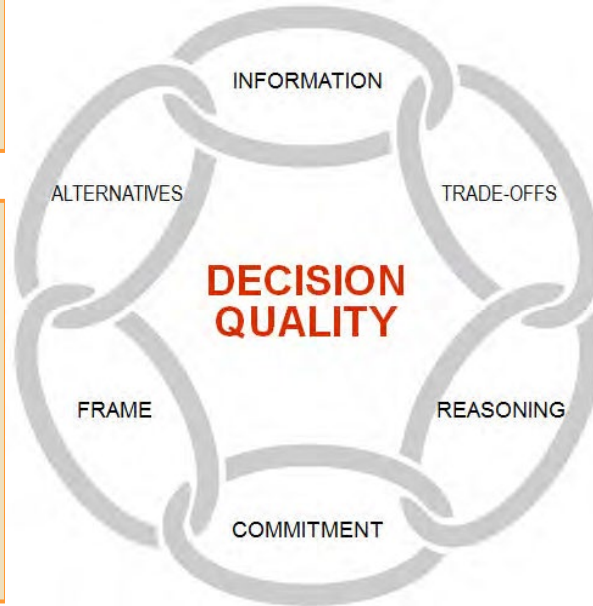 INFORMATION
ALTERNATIVES
TRADE-OFFS
DECISION
QUALITY
FRAME
REASONING
COMMITMENT